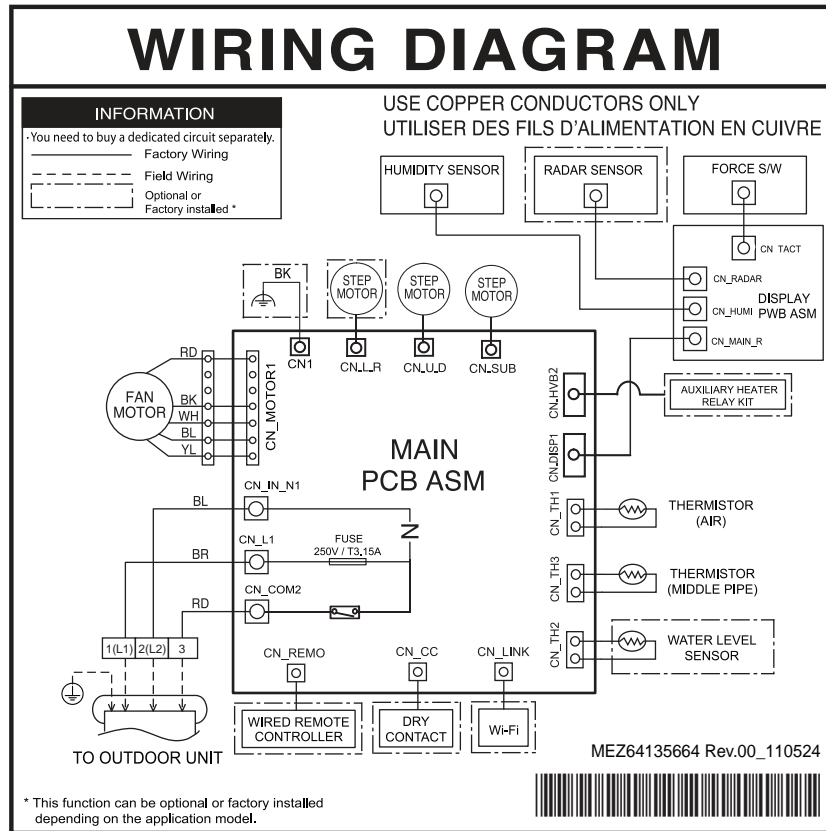 WIRING DIAGRAM
INFORMATION
·You need to buy a dedicated circuit separately.
Factory Wiring
Field Wiring
Optional or
Factory installed *
USE COPPER CONDUCTORS ONLY
UTILISER DES FILS D'ALIMENTATION EN CUIVRE
HUMIDITY SENSOR
RADAR SENSOR
FORCE S/W
CN_TACT
CN_RADAR
CN_HUMI
DISPLAY
PWB ASM
CN_MAIN_R
BK
STEP
MOTOR
STEP
MOTOR
STEP
MOTOR
CN1
CN_L_R
CN_U_D
CN_SUB
FAN
MOTOR
RD
BK
WH
BL
YL
CN_MOTOR1
MAIN
PCB ASM
CN_HVB2
AUXILIARY HEATER
RELAY KIT
CN_DISP1
CN_TH1
THERMISTOR
(AIR)
CN_TH3
THERMISTOR
(MIDDLE PIPE)
CN_TH2
WATER LEVEL
SENSOR
BL
CN_IN_N1
N
BR
CN_L1
FUSE
250V / T3.15A
RD
CN_COM2
1(L1) 2(L2) 3
TO OUTDOOR UNIT
CN_REMO
CN_CC
CN_LINK
WIRED REMOTE
CONTROLLER
DRY
CONTACT
Wi-Fi
MEZ64135664 Rev.00_110524
* This function can be optional or factory installed
depending on the application model.